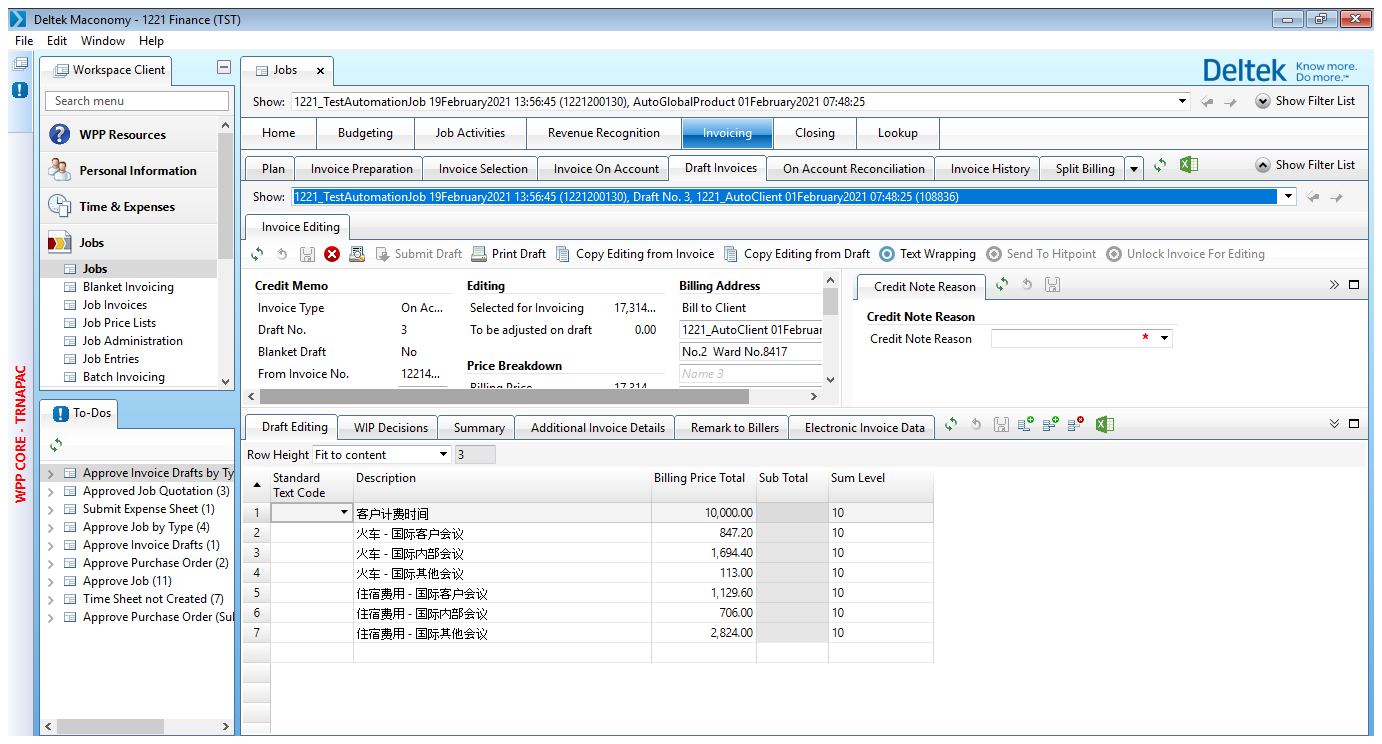 Deltek Maconomy - 1221 Finance (TST)
File Edit Window Help
Workspace Client
Search menu
WPP Resources
Personal Information
Time & Expenses
Jobs
Jobs
Blanket Invoicing
Job Invoices
Job Price Lists
Job Administration
Job Entries
Batch Invoicing
WPP CORE - TRNAPAC
To-Dos
Approve Invoice Drafts by Ty
Approved Job Quotation (3)
Submit Expense Sheet (1)
Approve Job by Type (4)
Approve Invoice Drafts (1)
Approve Purchase Order (2)
Approve Job (11)
Time Sheet not Created (7)
Approve Purchase Order (Sul
Jobs
Deltek Know more. Do more.™
Show: 1221_TestAutomationJob 19February2021 13:56:45 (1221200130), AutoGlobalProduct 01February2021 07:48:25 Show Filter List
Home Budgeting Job Activities Revenue Recognition Invoicing Closing Lookup
Plan Invoice Preparation Invoice Selection Invoice On Account Draft Invoices On Account Reconciliation Invoice History Split Billing Show Filter List
Show: 1221_TestAutomationJob 19February2021 13:56:45 (1221200130), Draft No. 3, 1221_AutoClient 01February2021 07:48:25 (108836)
Invoice Editing
Submit Draft Print Draft Copy Editing from Invoice Copy Editing from Draft Text Wrapping Send To Hitpoint Unlock Invoice For Editing
Credit Memo
Invoice Type On Ac...
Draft No. 3
Blanket Draft No
From Invoice No. 12214...
Editing
Selected for Invoicing 17,314...
To be adjusted on draft 0.00
Price Breakdown
Billing Price 17,314
Billing Address
Bill to Client
1221_AutoClient 01Februar
No.2 Ward No.8417
Name 3
Credit Note Reason
Credit Note Reason
Credit Note Reason *
Draft Editing WIP Decisions Summary Additional Invoice Details Remark to Billers Electronic Invoice Data
Row Height Fit to content 3
Standard Text Code Description Billing Price Total Sub Total Sum Level
1 客户计费时间 10,000.00 10
2 火车 - 国际客户会议 847.20 10
3 火车 - 国际内部会议 1,694.40 10
4 火车 - 国际其他会议 113.00 10
5 住宿费用 - 国际客户会议 1,129.60 10
6 住宿费用 - 国际内部会议 706.00 10
7 住宿费用 - 国际其他会议 2,824.00 10